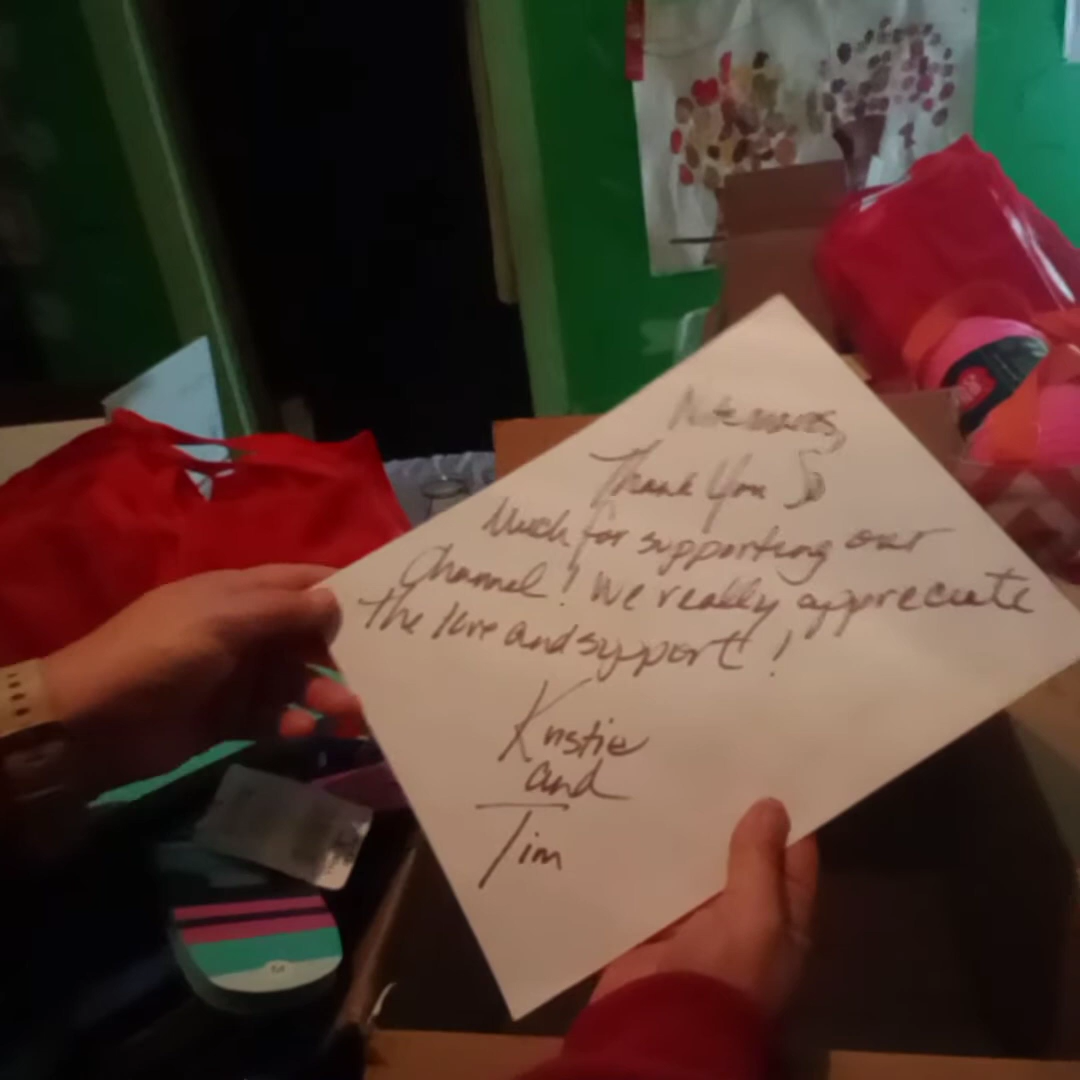 Thank You So
Much for supporting our
Channel! We really appreciate
the love and support!
Kristie
and
Tim